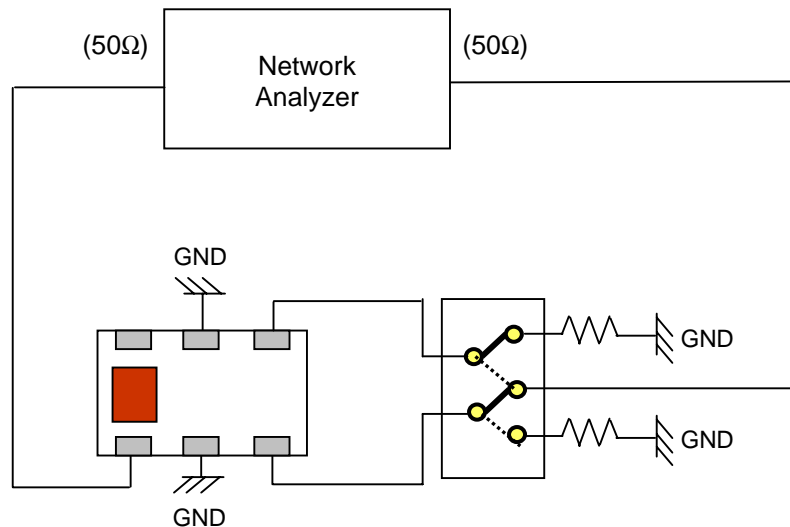 (50Ω)
Network
Analyzer
(50Ω)
GND
GND
GND
GND